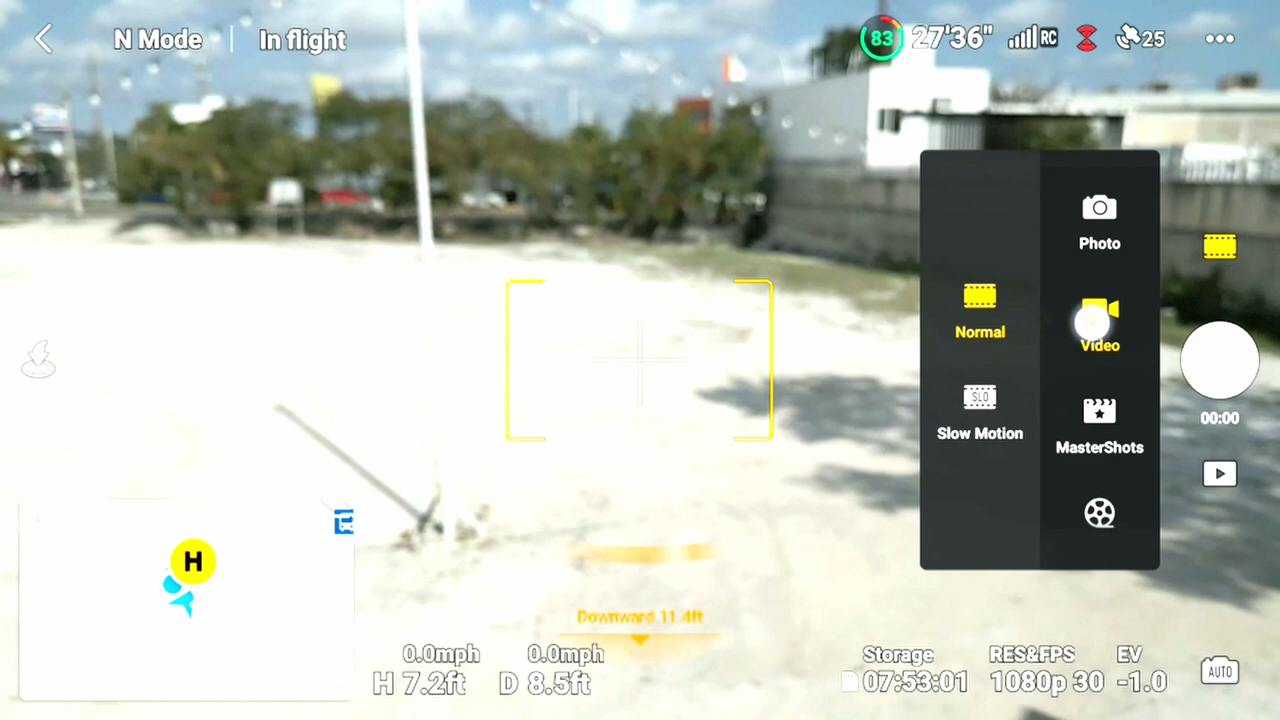 N Mode
In flight
83
27'36"
RC
25
Photo
Normal
Video
SLO
Slow Motion
MasterShots
00:00
H
Downward 11.4ft
0.0mph
0.0mph
H 7.2ft
D 8.5ft
Storage
07:53:01
RES&FPS
1080p 30
EV
-1.0
AUTO